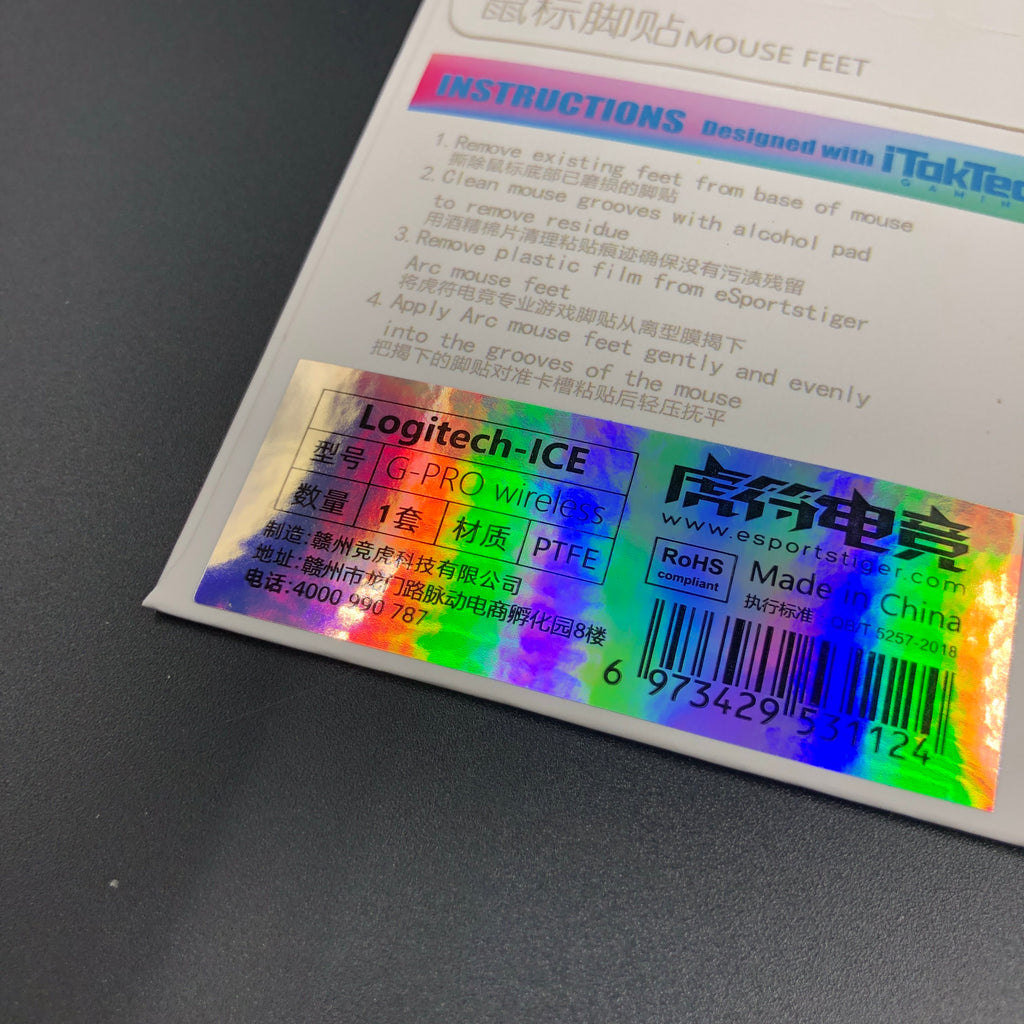 鼠标脚贴 MOUSE FEET
INSTRUCTIONS Designed with iTakTec
GAMIN
1. Remove existing feet from base of mouse
撕除鼠标底部已磨损的脚贴
2. Clean mouse grooves with alcohol pad
to remove residue
用酒精棉片清理粘贴痕迹确保没有污渍残留
3. Remove plastic film from eSportstiger
Arc mouse feet
将虎符电竞专业游戏脚贴从离型膜揭下
4. Apply Arc mouse feet gently and evenly
into the grooves of the mouse
把揭下的脚贴对准卡槽粘贴后轻压抚平
Logitech-ICE
型号 G-PRO wireless
数量 1套 材质 PTFE
制造:赣州竞虎科技有限公司
地址:赣州市龙门路脉动电商孵化园8楼
电话:4000 990 787
虎符电竞
www.esportstiger.com
RoHS
compliant
Made in China
执行标准 QB/T 5257-2018
6 973429 531124